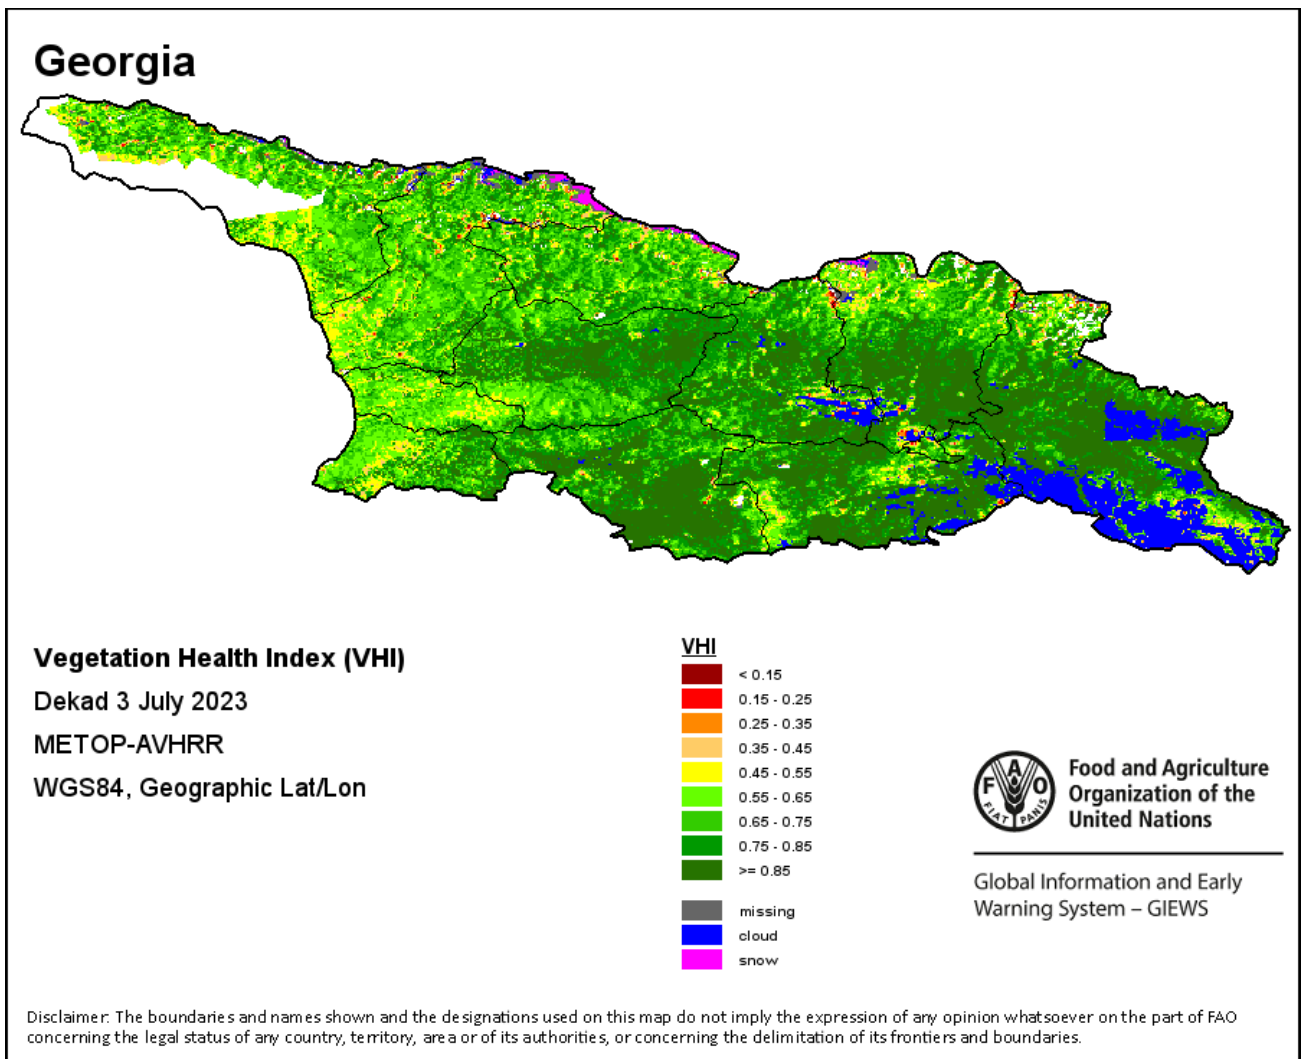 Georgia
Vegetation Health Index (VHI)
Dekad 3 July 2023
METOP-AVHRR
WGS84, Geographic Lat/Lon
VHI
< 0.15
0.15 - 0.25
0.25 - 0.35
0.35 - 0.45
0.45 - 0.55
0.55 - 0.65
0.65 - 0.75
0.75 - 0.85
>= 0.85
missing
cloud
snow
F A O
FIAT PANIS
Food and Agriculture
Organization of the
United Nations
Global Information and Early
Warning System – GIEWS
Disclaimer: The boundaries and names shown and the designations used on this map do not imply the expression of any opinion whatsoever on the part of FAO
concerning the legal status of any country, territory, area or of its authorities, or concerning the delimitation of its frontiers and boundaries.